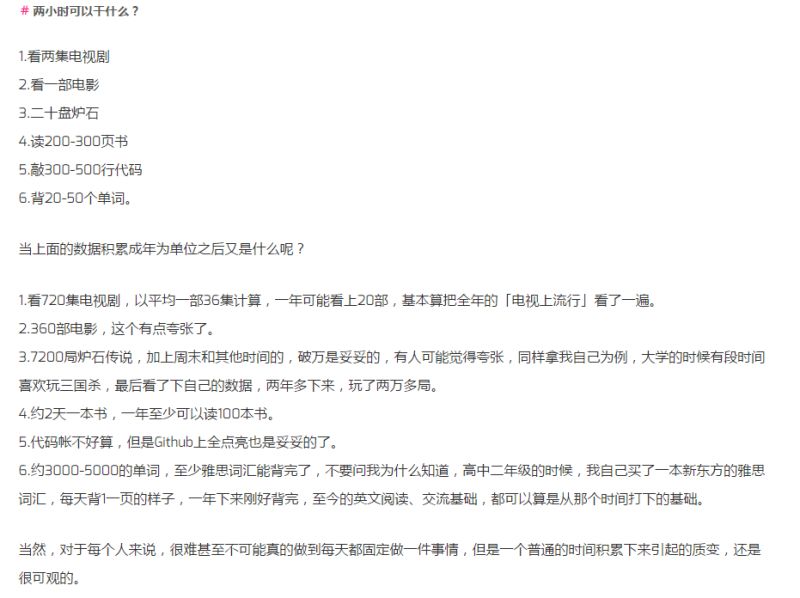 # 两小时可以干什么？
1.看两集电视剧
2.看一部电影
3.二十盘炉石
4.读200-300页书
5.敲300-500行代码
6.背20-50个单词。
当上面的数据积累成年为单位之后又是什么呢？
1.看720集电视剧，以平均一部36集计算，一年可能看上20部，基本算把全年的「电视上流行」看了一遍。
2.360部电影，这个有点夸张了。
3.7200局炉石传说，加上周末和其他时间的，破万是妥妥的，有人可能觉得夸张，同样拿我自己为例，大学的时候有段时间
喜欢玩三国杀，最后看了下自己的数据，两年多下来，玩了两万多局。
4.约2天一本书，一年至少可以读100本书。
5.代码帐不好算，但是Github上全点亮也是妥妥的了。
6.约3000-5000的单词，至少雅思词汇能背完了，不要问我为什么知道，高中二年级的时候，我自己买了一本新东方的雅思
词汇，每天背1一页的样子，一年下来刚好背完，至今的英文阅读、交流基础，都可以算是从那个时间打下的基础。
当然，对于每个人来说，很难甚至不可能真的做到每天都固定做一件事情，但是一个普通的时间积累下来引起的质变，还是
很可观的。